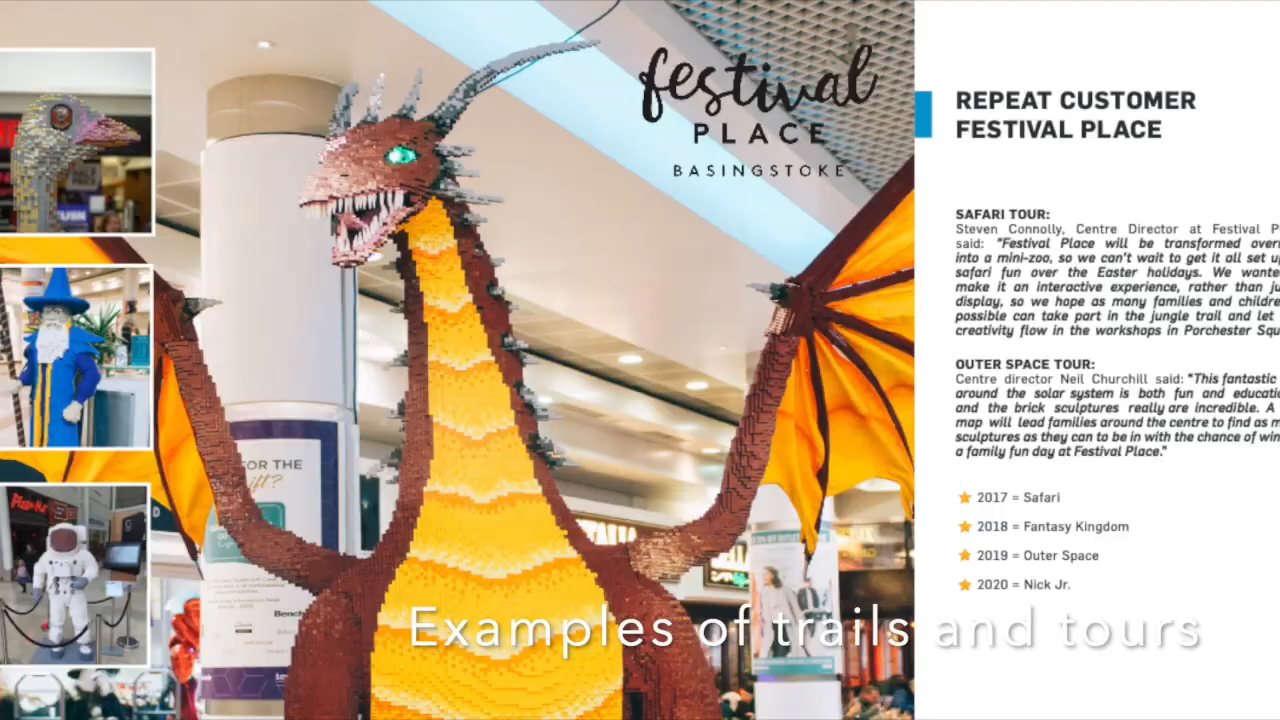 festival
PLACE
BASINGSTOKE
REPEAT CUSTOMER
FESTIVAL PLACE
SAFARI TOUR:
Steven Connolly, Centre Director at Festival
said: "Festival Place will be transformed
into a mini-zoo, so we can't wait to get it all set
safari fun over the Easter holidays. We
make it an interactive experience, rather than
display, so we hope as many families and
possible can take part in the jungle trail and let
creativity flow in the workshops in Porchester
OUTER SPACE TOUR:
Centre director Neil Churchill said: "This fantastic
around the solar system is both fun and
and the brick sculptures really are incredible. A
map will lead families around the centre to find as
sculptures as they can to be in with the chance of
a family fun day at Festival Place."
2017 = Safari
2018 = Fantasy Kingdom
2019 = Outer Space
2020 = Nick Jr.
FOR THE
Bench
Examples of trails and tours